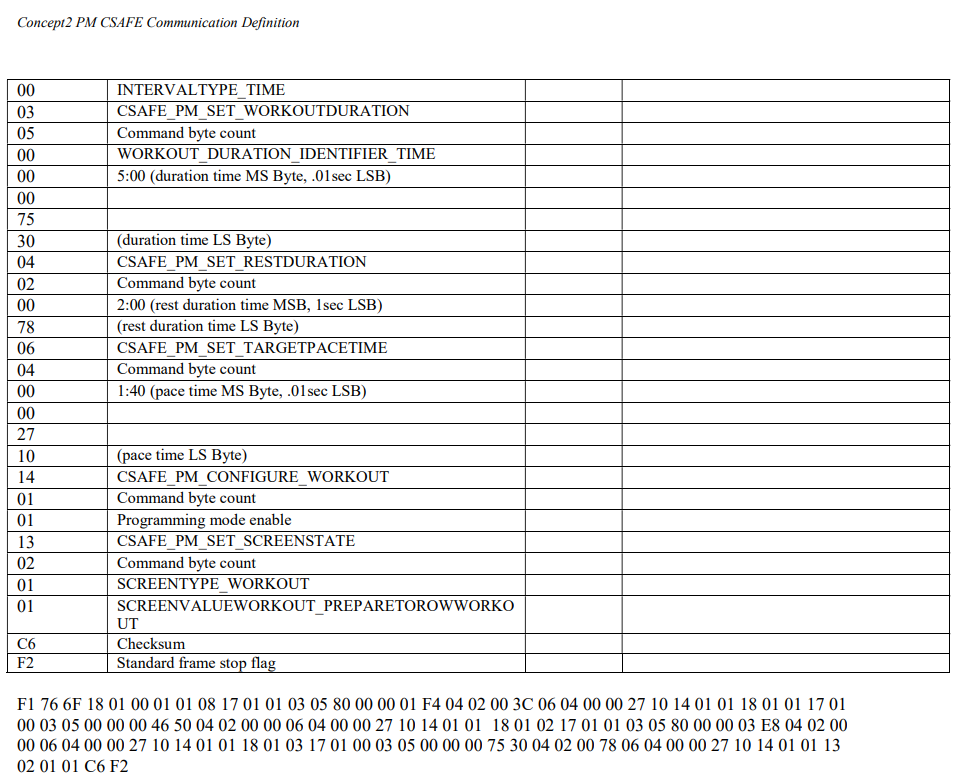 Concept2 PM CSAFE Communication Definition
00 INTERVALTYPE_TIME
03 CSAFE_PM_SET_WORKOUTDURATION
05 Command byte count
00 WORKOUT_DURATION_IDENTIFIER_TIME
00 5:00 (duration time MS Byte, .01sec LSB)
00
75
30 (duration time LS Byte)
04 CSAFE_PM_SET_RESTDURATION
02 Command byte count
00 2:00 (rest duration time MSB, 1sec LSB)
78 (rest duration time LS Byte)
06 CSAFE_PM_SET_TARGETPACETIME
04 Command byte count
00 1:40 (pace time MS Byte, .01sec LSB)
00
27
10 (pace time LS Byte)
14 CSAFE_PM_CONFIGURE_WORKOUT
01 Command byte count
01 Programming mode enable
13 CSAFE_PM_SET_SCREENSTATE
02 Command byte count
01 SCREENTYPE_WORKOUT
01 SCREENVALUEWORKOUT_PREPARETOROWWORKO
UT
C6 Checksum
F2 Standard frame stop flag
F1 76 6F 18 01 00 01 01 08 17 01 01 03 05 80 00 00 01 F4 04 02 00 3C 06 04 00 00 27 10 14 01 01 18 01 01 17 01
00 03 05 00 00 00 46 50 04 02 00 00 06 04 00 00 27 10 14 01 01 18 01 02 17 01 01 03 05 80 00 00 03 E8 04 02 00
00 06 04 00 00 27 10 14 01 01 18 01 03 17 01 00 03 05 00 00 00 75 30 04 02 00 78 06 04 00 00 27 10 14 01 01 13
02 01 01 C6 F2